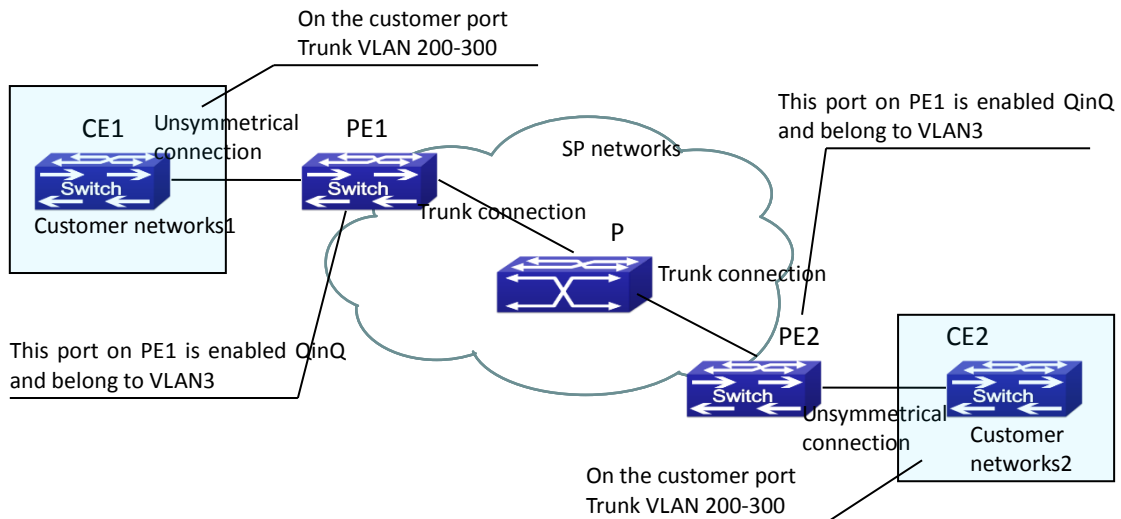 On the customer port
Trunk VLAN 200-300
This port on PE1 is enabled QinQ
and belong to VLAN3
CE1
Unsymmetrical
connection
PE1
SP networks
Switch
Switch
Trunk connection
Customer networks1
P
Trunk connection
This port on PE1 is enabled QinQ
and belong to VLAN3
PE2
CE2
Switch
Switch
Unsymmetrical
connection
Customer
networks2
On the customer port
Trunk VLAN 200-300